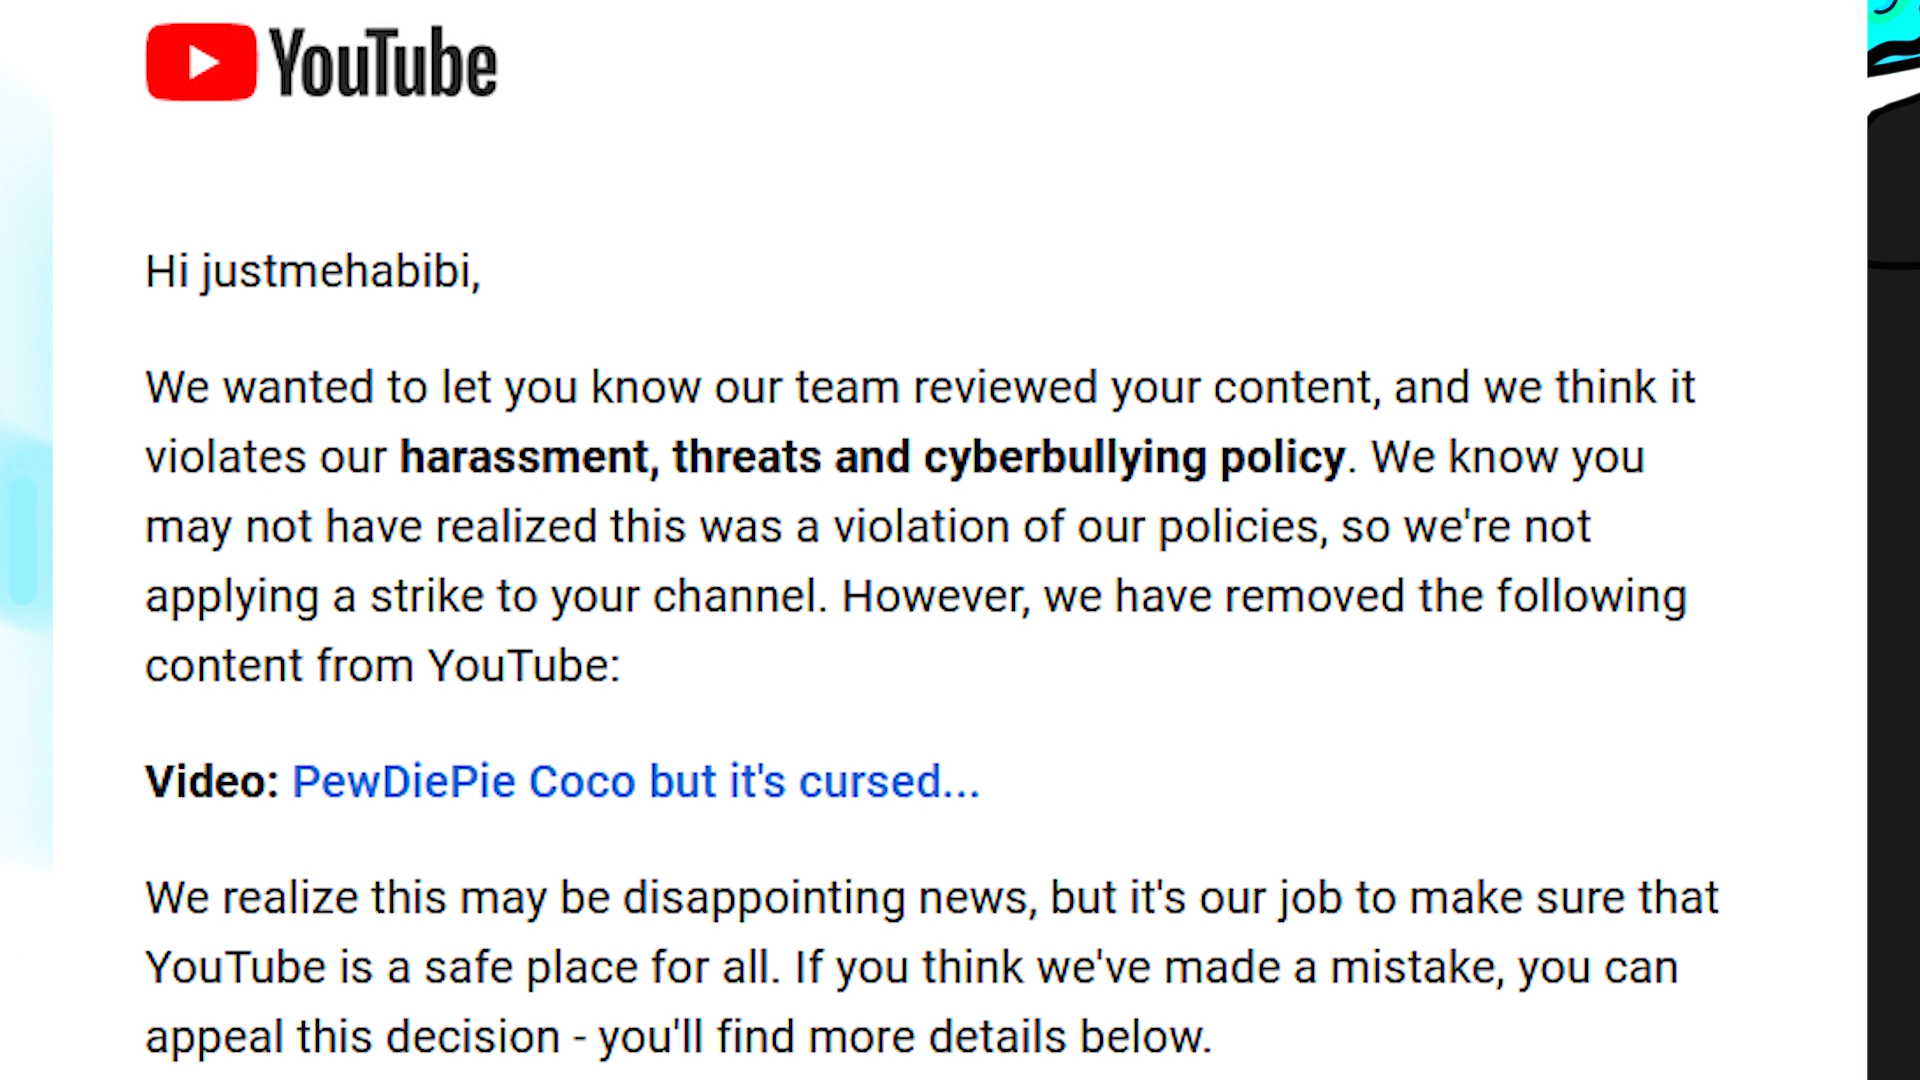 YouTube
Hi justmehabibi,
We wanted to let you know our team reviewed your content, and we think it
violates our harassment, threats and cyberbullying policy. We know you
may not have realized this was a violation of our policies, so we're not
applying a strike to your channel. However, we have removed the following
content from YouTube:
Video: PewDiePie Coco but it's cursed...
We realize this may be disappointing news, but it's our job to make sure that
YouTube is a safe place for all. If you think we've made a mistake, you can
appeal this decision - you'll find more details below.